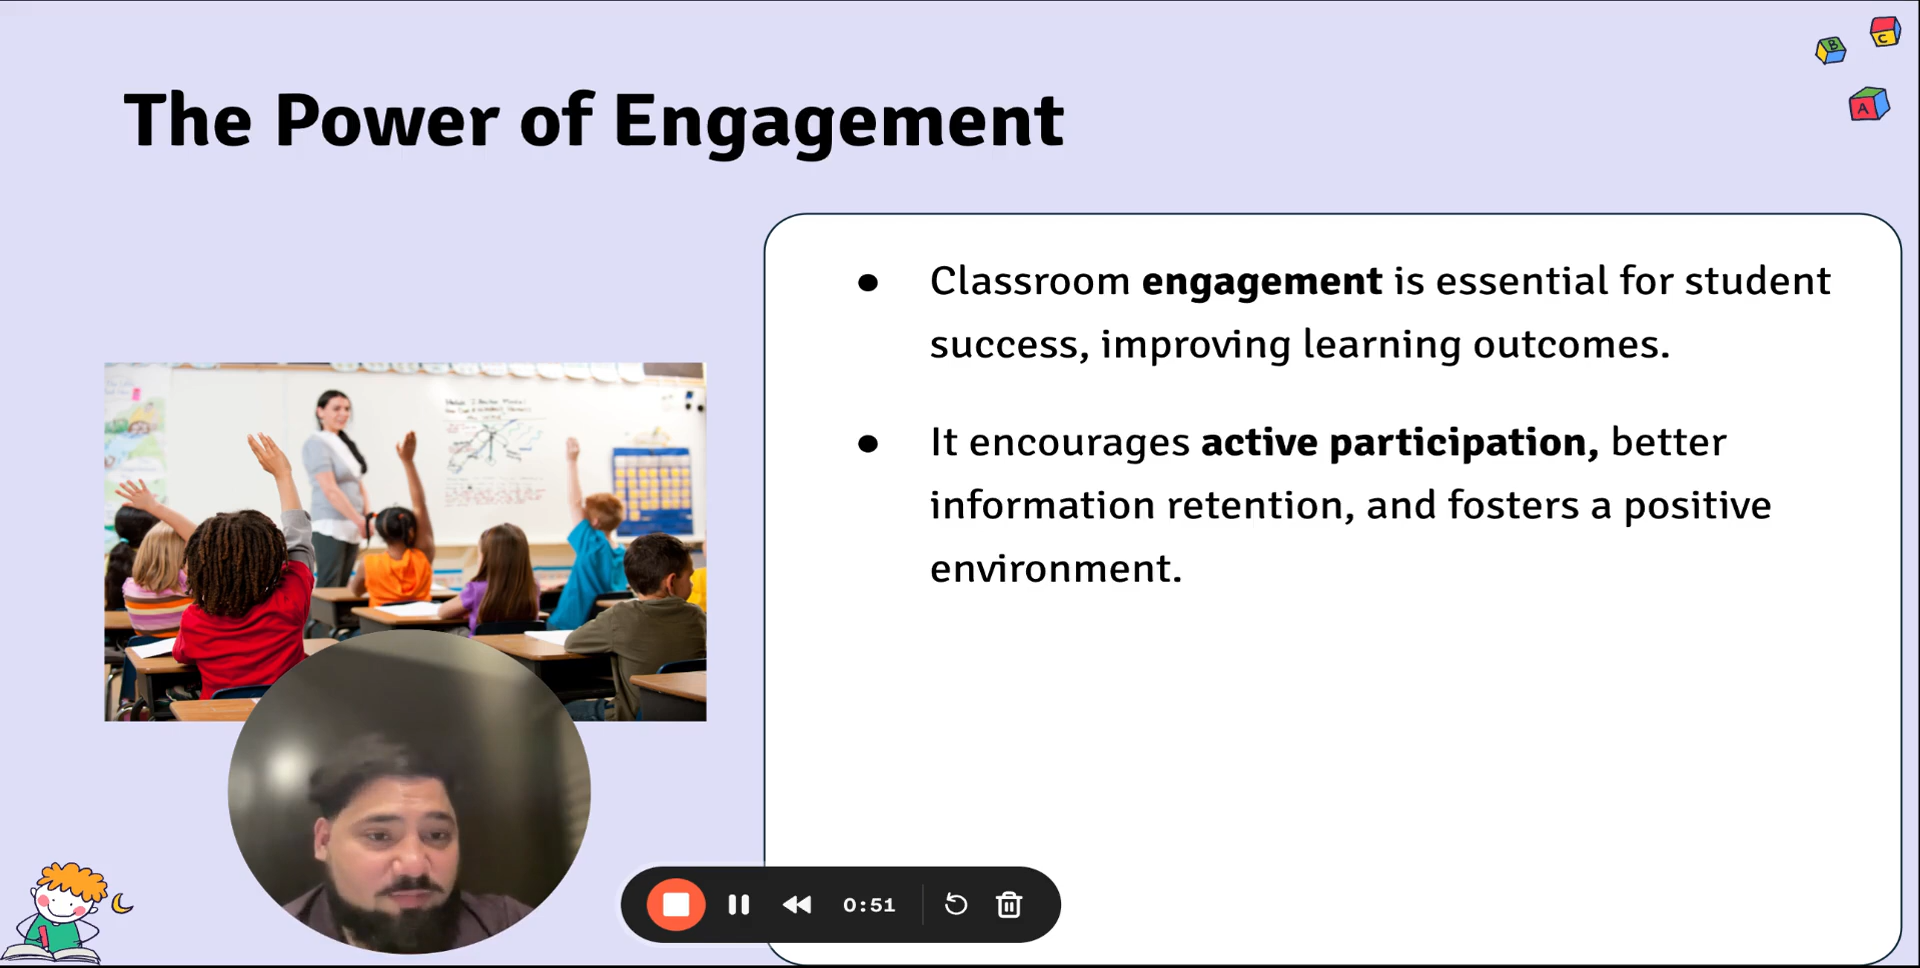 The Power of Engagement
B
C
A
● Classroom engagement is essential for student
success, improving learning outcomes.
● It encourages active participation, better
information retention, and fosters a positive
environment.
0:51